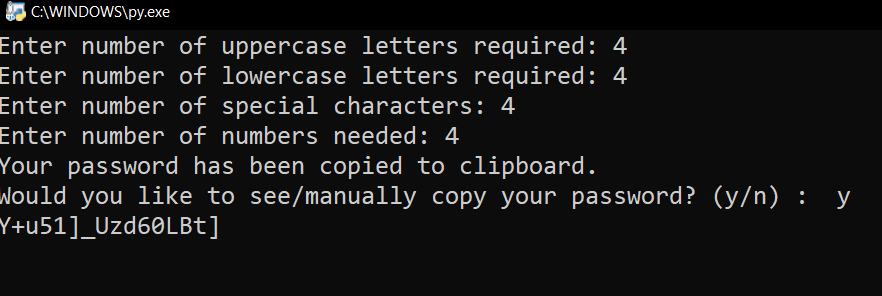 C:\WINDOWS\py.exe
Enter number of uppercase letters required: 4
Enter number of lowercase letters required: 4
Enter number of special characters: 4
Enter number of numbers needed: 4
Your password has been copied to clipboard.
Would you like to see/manually copy your password? (y/n) :  y
Y+u51]_Uzd60LBt]